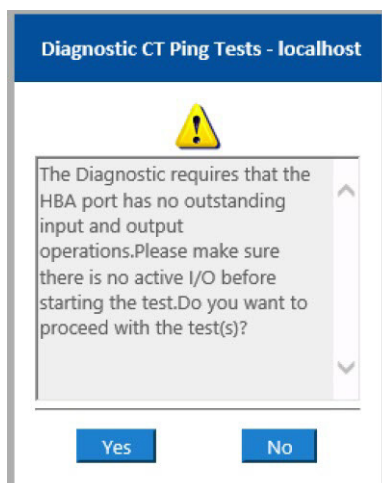 Diagnostic CT Ping Tests - localhost
The Diagnostic requires that the
HBA port has no outstanding
input and output
operations.Please make sure
there is no active I/O before
starting the test.Do you want to
proceed with the test(s)?
Yes No